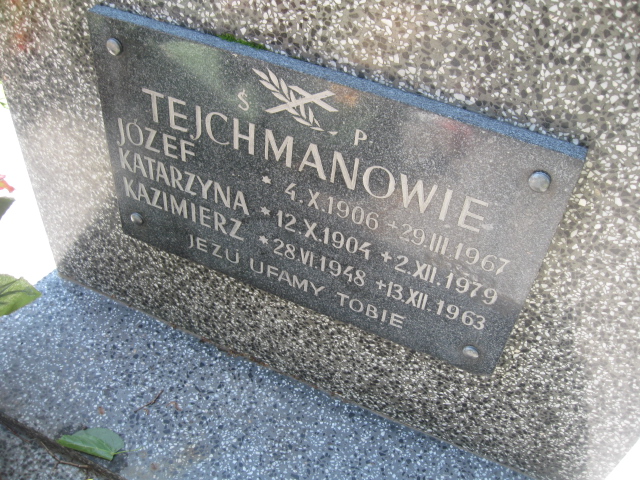 Ś P
TEJCHMANOWIE
JÓZEF * 4.X.1906 +29.III.1967
KATARZYNA * 12.X.1904 +2.XII.1979
KAZIMIERZ * 28.VI.1948 +13.XII.1963
JEZU UFAMY TOBIE